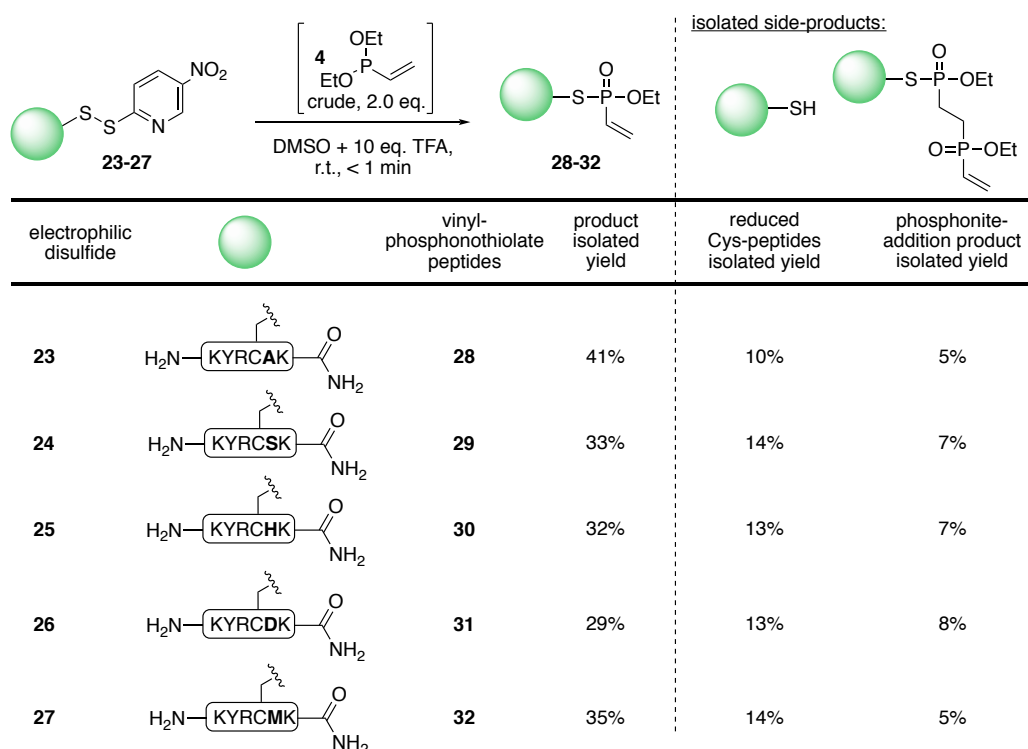 isolated side-products:
OEt
4
EtO
P
crude, 2.0 eq.
DMSO + 10 eq. TFA,
r.t., < 1 min
S
S
N
NO2
23-27
O
S
P
OEt
28-32
SH
O
S
P
OEt
O
P
OEt
electrophilic
disulfide
vinyl-
phosphonothiolate
peptides
product
isolated
yield
reduced
Cys-peptides
isolated yield
phosphonite-
addition product
isolated yield
23
H2N
KYRCAK
O
NH2
28
41%
10%
5%
24
H2N
KYRCSK
O
NH2
29
33%
14%
7%
25
H2N
KYRCHK
O
NH2
30
32%
13%
7%
26
H2N
KYRCDK
O
NH2
31
29%
13%
8%
27
H2N
KYRCMK
O
NH2
32
35%
14%
5%